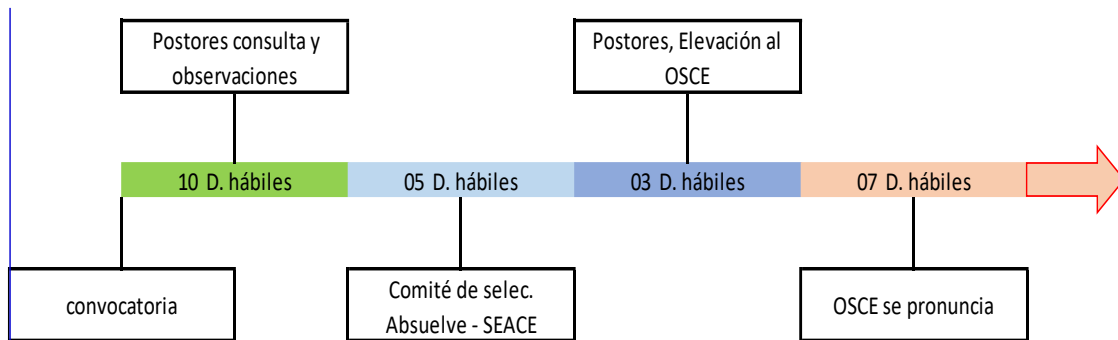 Postores consulta y
observaciones
Postores, Elevación al
OSCE
10 D. hábiles
05 D. hábiles
03 D. hábiles
07 D. hábiles
convocatoria
Comité de selec.
Absuelve - SEACE
OSCE se pronuncia